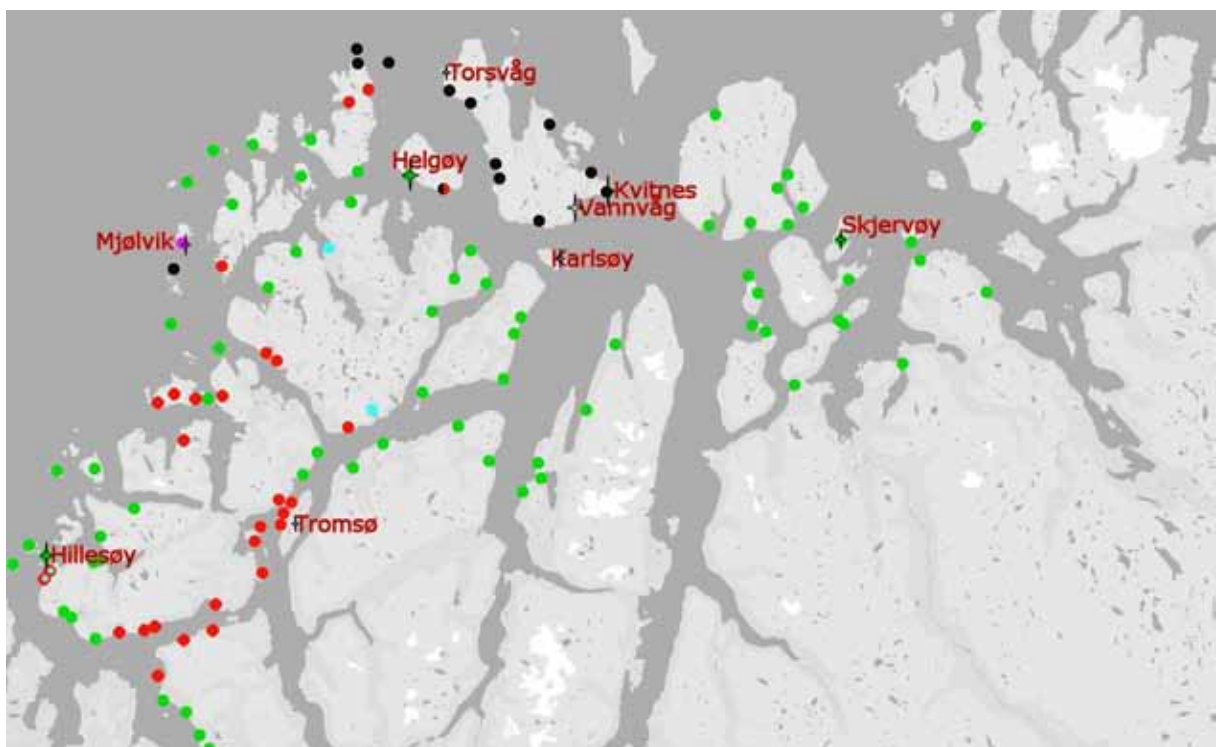 Torsvåg
Helgøy
Kvitnes
Vannvåg
Mjølvik
Skjervøy
Karlsøy
Tromsø
Hillesøy